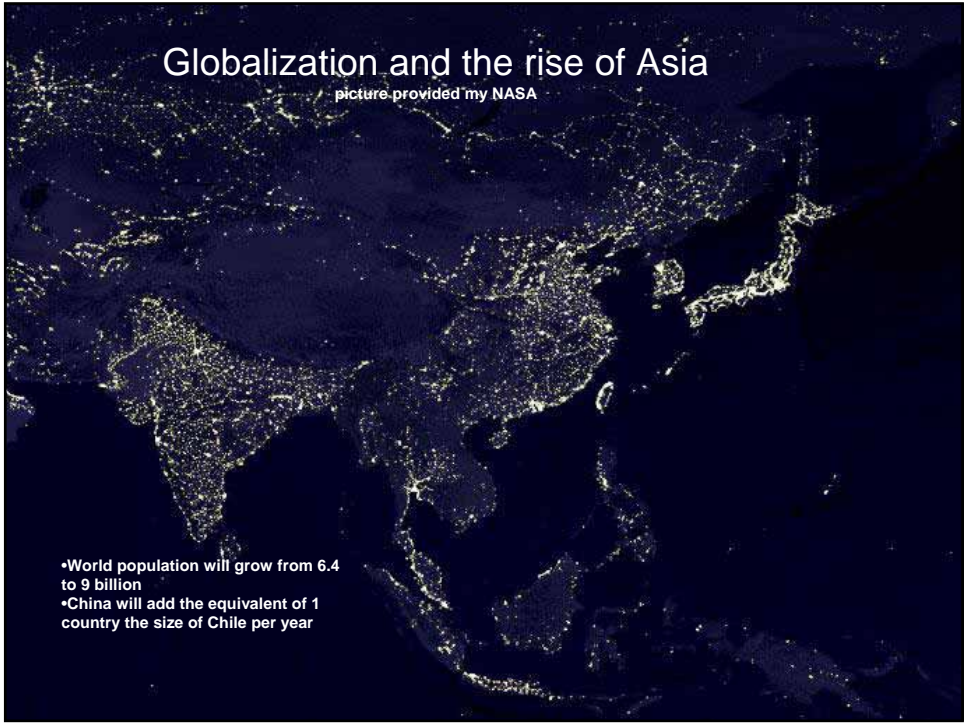 Globalization and the rise of Asia
picture provided my NASA
•World population will grow from 6.4
to 9 billion
•China will add the equivalent of 1
country the size of Chile per year